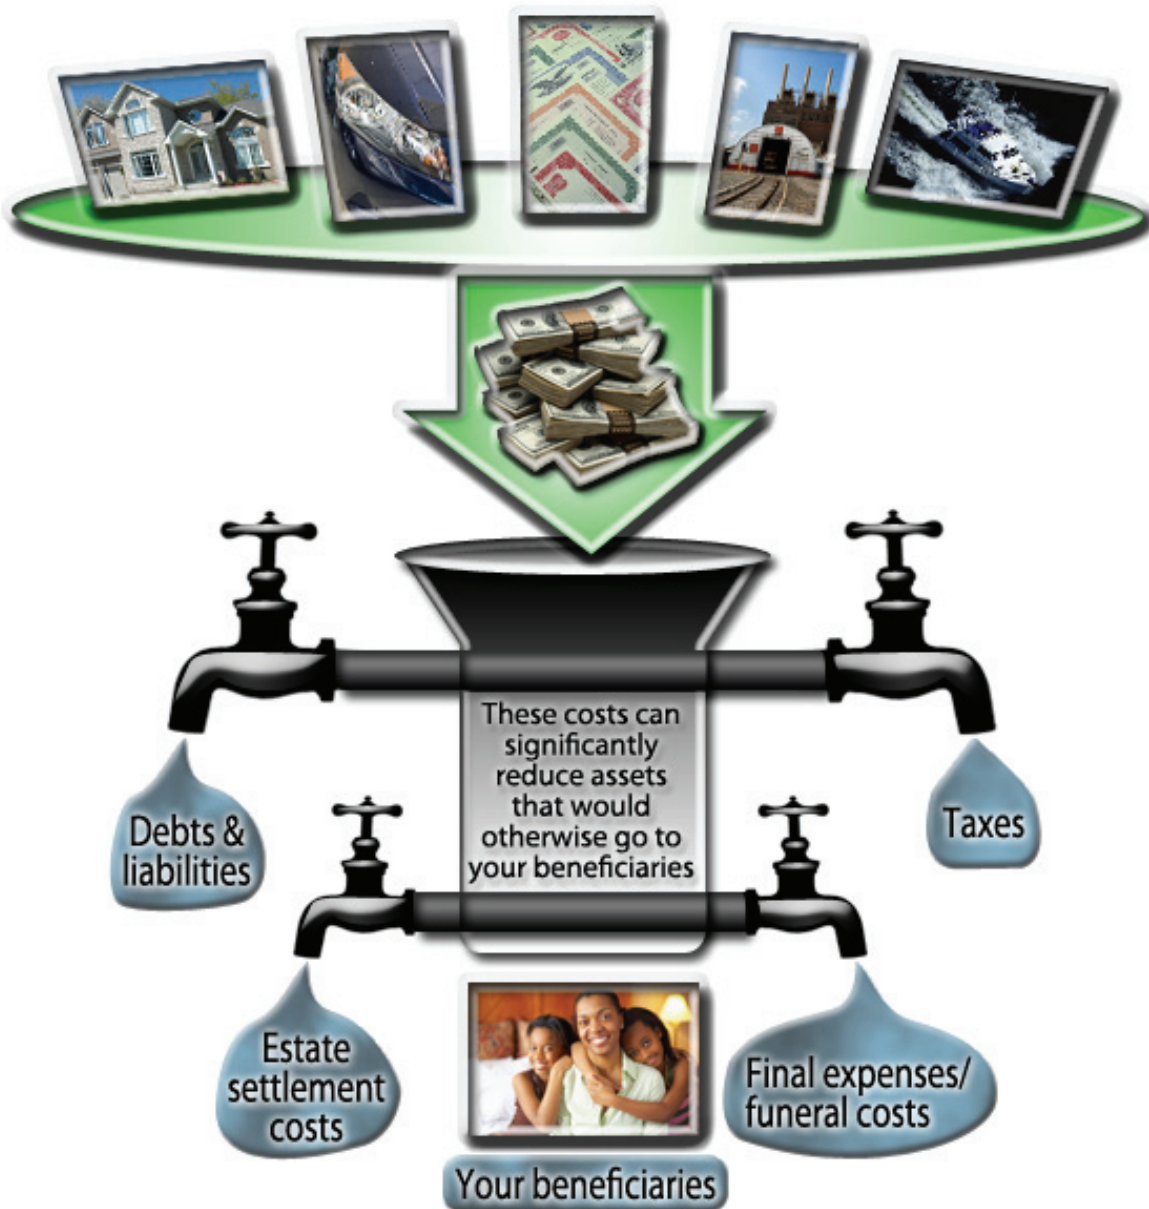 These costs can
significantly
reduce assets
that would
otherwise go to
your beneficiaries
Debts &
liabilities
Taxes
Estate
settlement
costs
Final expenses/
funeral costs
Your beneficiaries